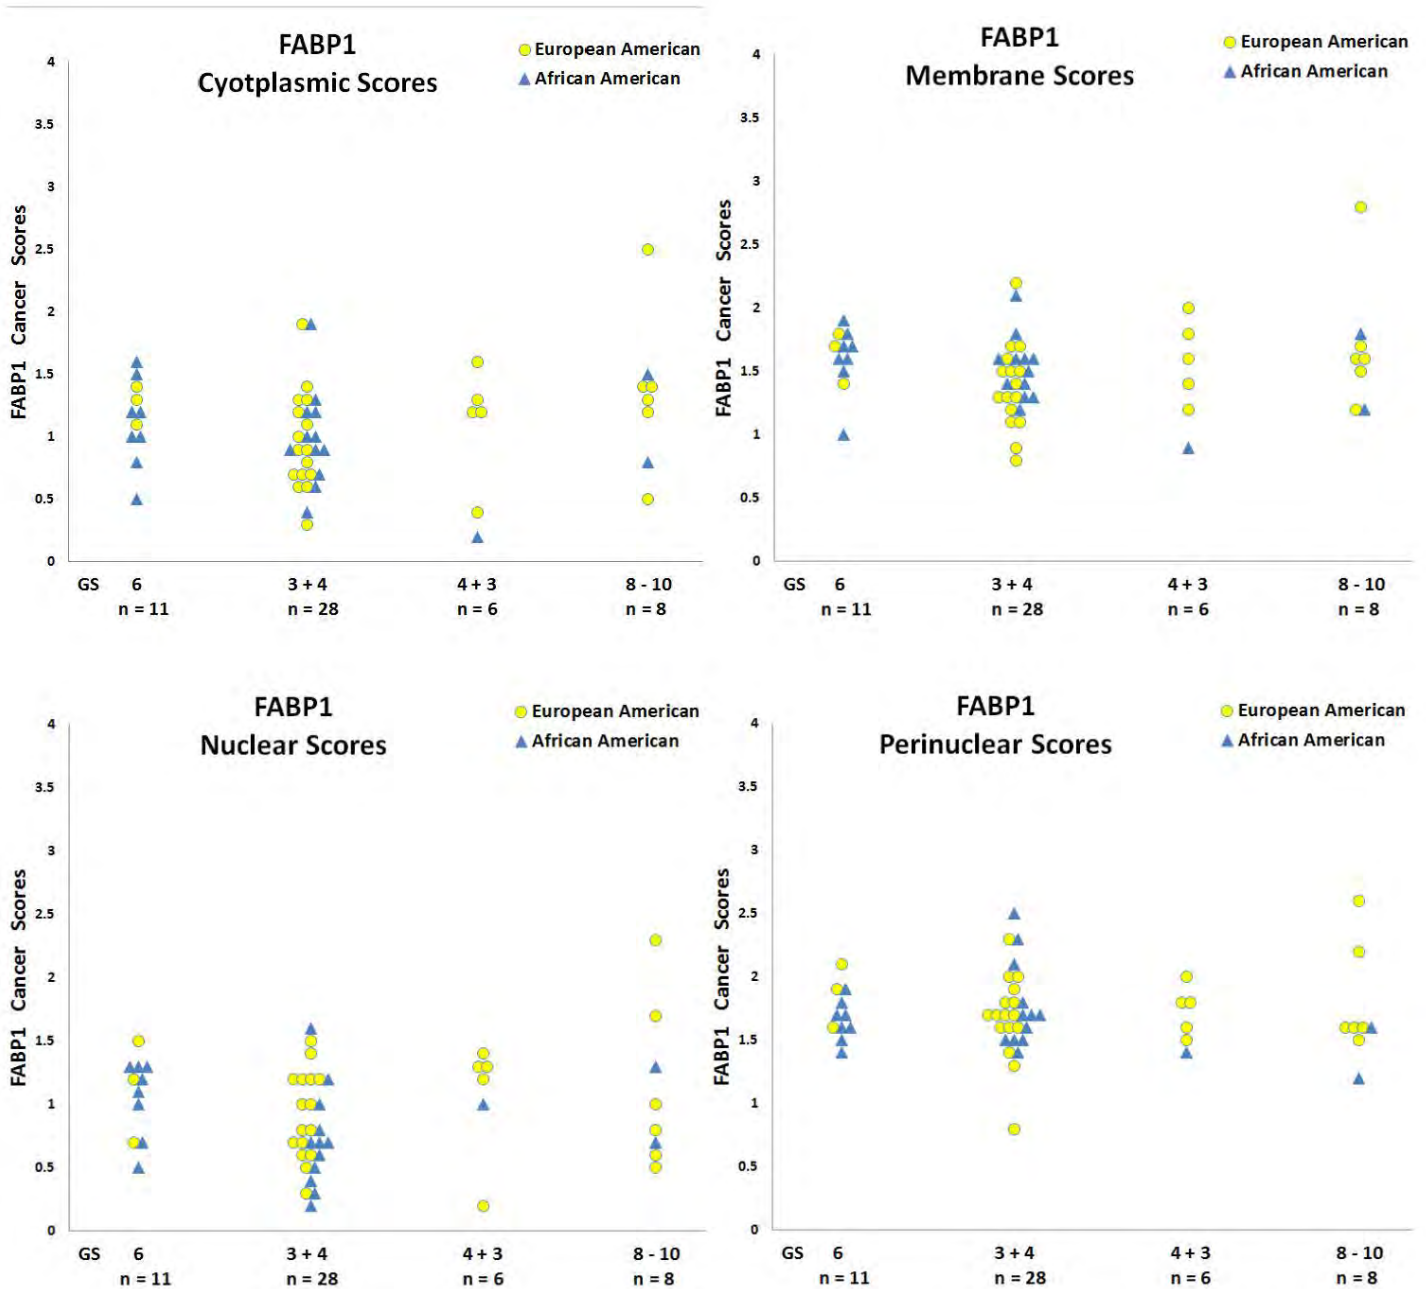 FABP1
Cyotplasmic Scores
European American
African American
FABP1 Cancer Scores
4
3.5
3
2.5
2
1.5
1
0.5
0
GS 6 3 + 4 4 + 3 8 - 10
n = 11 n = 28 n = 6 n = 8
FABP1
Membrane Scores
European American
African American
FABP1 Cancer Scores
4
3.5
3
2.5
2
1.5
1
0.5
0
GS 6 3 + 4 4 + 3 8 - 10
n = 11 n = 28 n = 6 n = 8
FABP1
Nuclear Scores
European American
African American
FABP1 Cancer Scores
4
3.5
3
2.5
2
1.5
1
0.5
0
GS 6 3 + 4 4 + 3 8 - 10
n = 11 n = 28 n = 6 n = 8
FABP1
Perinuclear Scores
European American
African American
FABP1 Cancer Scores
4
3.5
3
2.5
2
1.5
1
0.5
0
GS 6 3 + 4 4 + 3 8 - 10
n = 11 n = 28 n = 6 n = 8